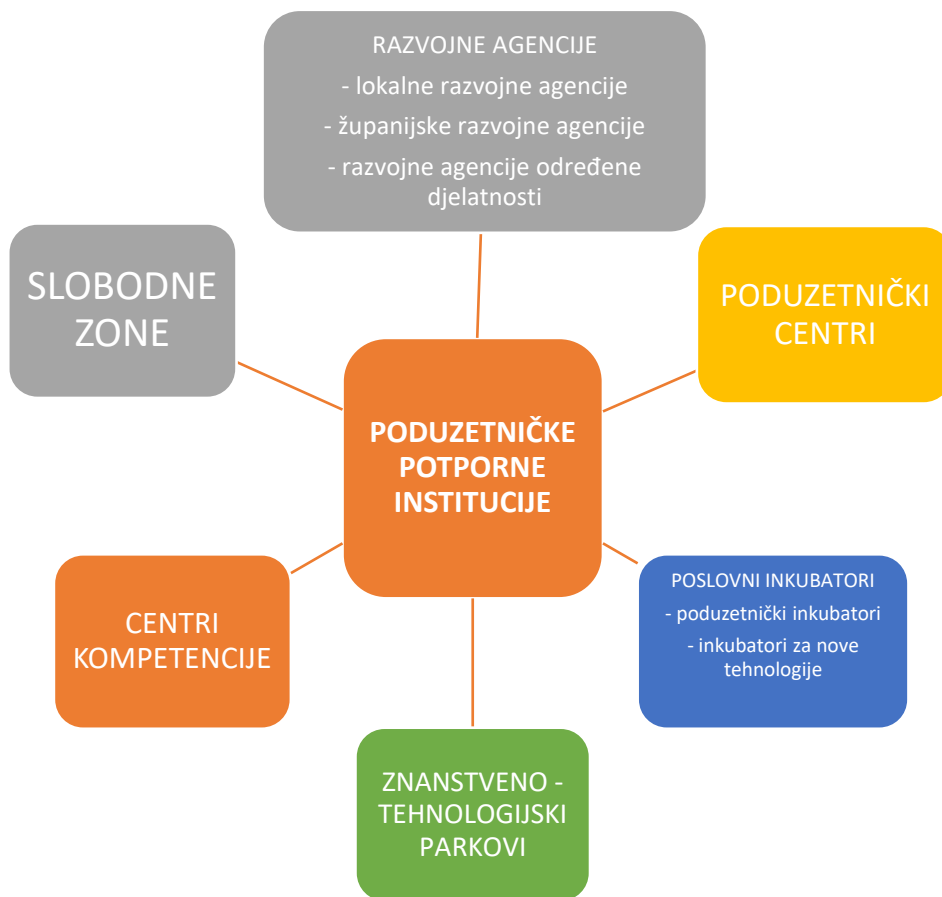 RAZVOJNE AGENCIJE
- lokalne razvojne agencije
- županijske razvojne agencije
- razvojne agencije određene
djelatnosti
SLOBODNE
ZONE
PODUZETNIČKI
CENTRI
PODUZETNIČKE
POTPORNE
INSTITUCIJE
CENTRI
KOMPETENCIJE
POSLOVNI INKUBATORI
- poduzetnički inkubatori
- inkubatori za nove
tehnologije
ZNANSTVENO -
TEHNOLOGIJSKI
PARKOVI